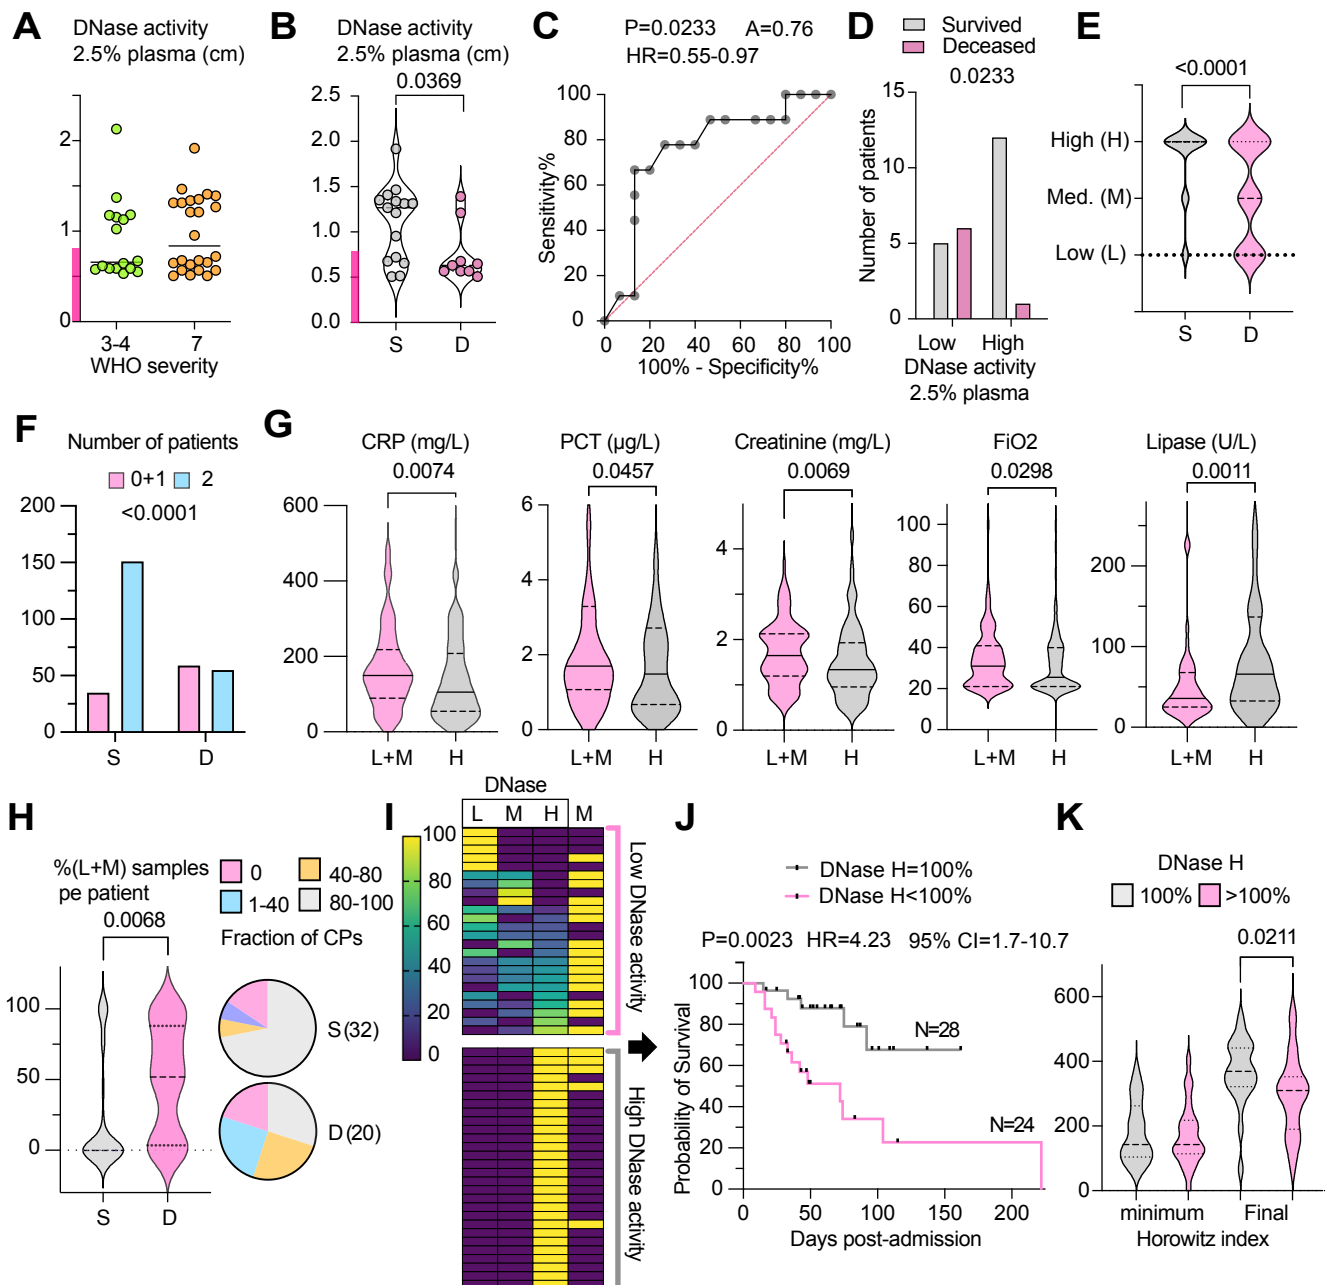 A
DNase activity
2.5% plasma (cm)
2
1
0
3-4
7
WHO severity
B
DNase activity
2.5% plasma (cm)
0.0369
2.5
2.0
1.5
1.0
0.5
0.0
S
D
C
P=0.0233
A=0.76
HR=0.55-0.97
Sensitivity%
100
80
60
40
20
0
0
20
40
60
80
100
100% - Specificity%
D
Survived
Deceased
0.0233
Number of patients
15
10
5
0
Low
High
DNase activity
2.5% plasma
E
<0.0001
High (H)
Med. (M)
Low (L)
S
D
F
Number of patients
0+1
2
<0.0001
200
150
100
50
0
S
D
G
CRP (mg/L)
0.0074
600
400
200
0
L+M
H
PCT (µg/L)
0.0457
6
4
2
0
L+M
H
Creatinine (mg/L)
0.0069
4
2
0
L+M
H
FiO2
0.0298
100
80
60
40
20
0
L+M
H
Lipase (U/L)
0.0011
200
100
0
L+M
H
H
%(L+M) samples
pe patient
0
40-80
1-40
80-100
0.0068
Fraction of CPs
100
50
0
S
D
S (32)
D (20)
I
DNase
L
M
H
M
100
80
60
40
20
0
Low DNase activity
High DNase activity
J
DNase H=100%
DNase H<100%
P=0.0023
HR=4.23
95% CI=1.7-10.7
Probability of Survival
100
80
60
40
20
0
N=28
N=24
0
50
100
150
200
Days post-admission
K
DNase H
100%
>100%
0.0211
600
400
200
0
minimum
Final
Horowitz index